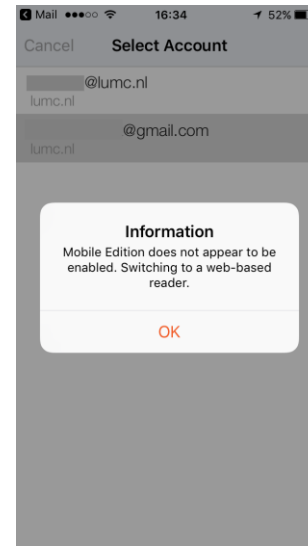 Mail 16:34 52%
Cancel Select Account
@lumc.nl
lumc.nl
@gmail.com
lumc.nl
Information
Mobile Edition does not appear to be
enabled. Switching to a web-based
reader.
OK